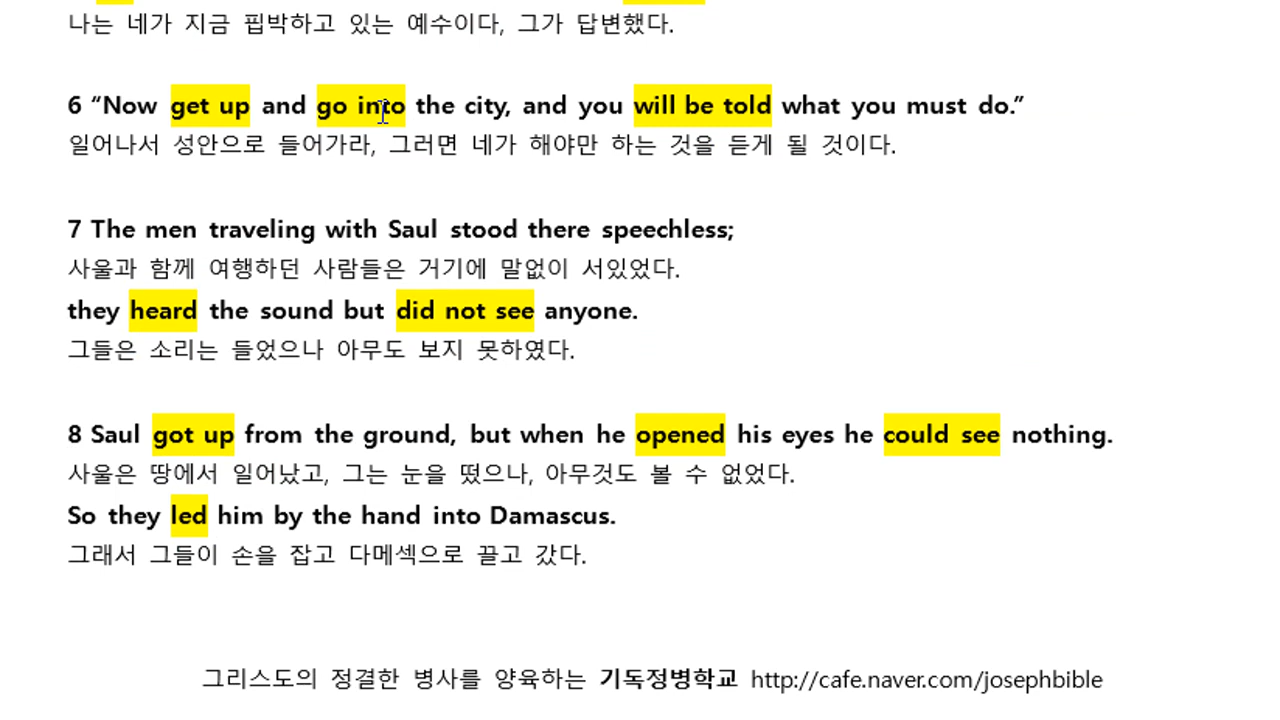 나는 네가 지금 핍박하고 있는 예수이다, 그가 답변했다.
6 “Now get up and go into the city, and you will be told what you must do.”
일어나서 성안으로 들어가라, 그러면 네가 해야만 하는 것을 듣게 될 것이다.
7 The men traveling with Saul stood there speechless;
사울과 함께 여행하던 사람들은 거기에 말없이 서있었다.
they heard the sound but did not see anyone.
그들은 소리는 들었으나 아무도 보지 못하였다.
8 Saul got up from the ground, but when he opened his eyes he could see nothing.
사울은 땅에서 일어났고, 그는 눈을 떴으나, 아무것도 볼 수 없었다.
So they led him by the hand into Damascus.
그래서 그들이 손을 잡고 다메섹으로 끌고 갔다.
그리스도의 정결한 병사를 양육하는 기독정병학교 http://cafe.naver.com/josephbible